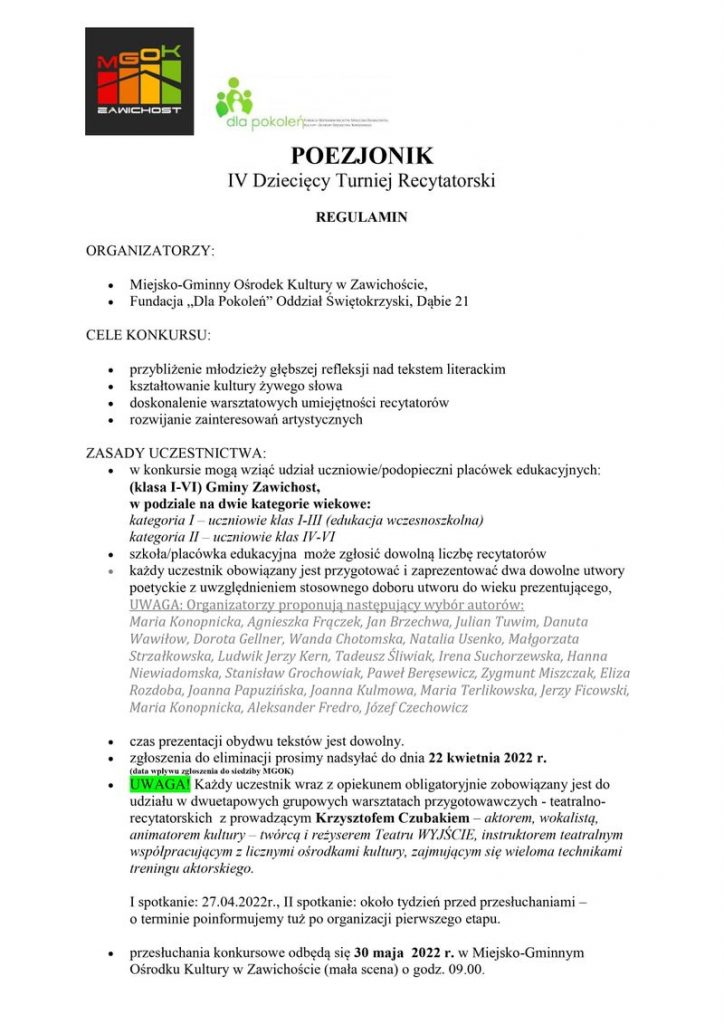 MGOK
ZAWICHOST
dla pokoleń
POEZJONIK
IV Dziecięcy Turniej Recytatorski
REGULAMIN
ORGANIZATORZY:
• Miejsko-Gminny Ośrodek Kultury w Zawichoście,
• Fundacja „Dla Pokoleń” Oddział Świętokrzyski, Dąbie 21
CELE KONKURSU:
• przybliżenie młodzieży głębszej refleksji nad tekstem literackim
• kształtowanie kultury żywego słowa
• doskonalenie warsztatowych umiejętności recytatorów
• rozwijanie zainteresowań artystycznych
ZASADY UCZESTNICTWA:
• w konkursie mogą wziąć udział uczniowie/podopieczni placówek edukacyjnych:
(klasa I-VI) Gminy Zawichost,
w podziale na dwie kategorie wiekowe:
kategoria I – uczniowie klas I-III (edukacja wczesnoszkolna)
kategoria II – uczniowie klas IV-VI
• szkoła/placówka edukacyjna może zgłosić dowolną liczbę recytatorów
• każdy uczestnik obowiązany jest przygotować i zaprezentować dwa dowolne utwory
poetyckie z uwzględnieniem stosownego doboru utworu do wieku prezentującego,
UWAGA: Organizatorzy proponują następujący wybór autorów:
Maria Konopnicka, Agnieszka Frączek, Jan Brzechwa, Julian Tuwim, Danuta
Wawiłow, Dorota Gellner, Wanda Chotomska, Natalia Usenko, Małgorzata
Strzałkowska, Ludwik Jerzy Kern, Tadeusz Śliwiak, Irena Suchorzewska, Hanna
Niewiadomska, Stanisław Grochowiak, Paweł Beręsewicz, Zygmunt Miszczak, Eliza
Rozdoba, Joanna Papuzińska, Joanna Kulmowa, Maria Terlikowska, Jerzy Ficowski,
Maria Konopnicka, Aleksander Fredro, Józef Czechowicz
• czas prezentacji obydwu tekstów jest dowolny.
• zgłoszenia do eliminacji prosimy nadsyłać do dnia 22 kwietnia 2022 r.
(data wpływu zgłoszenia do siedziby MGOK)
• UWAGA! Każdy uczestnik wraz z opiekunem obligatoryjnie zobowiązany jest do
udziału w dwuetapowych grupowych warsztatach przygotowawczych - teatralno-
recytatorskich z prowadzącym Krzysztofem Czubakiem – aktorem, wokalistą,
animatorem kultury – twórcą i reżyserem Teatru WYJŚCIE, instruktorem teatralnym
współpracującym z licznymi ośrodkami kultury, zajmującym się wieloma technikami
treningu aktorskiego.
I spotkanie: 27.04.2022r., II spotkanie: około tydzień przed przesłuchaniami –
o terminie poinformujemy tuż po organizacji pierwszego etapu.
• przesłuchania konkursowe odbędą się 30 maja 2022 r. w Miejsko-Gminnym
Ośrodku Kultury w Zawichoście (mała scena) o godz. 09.00.